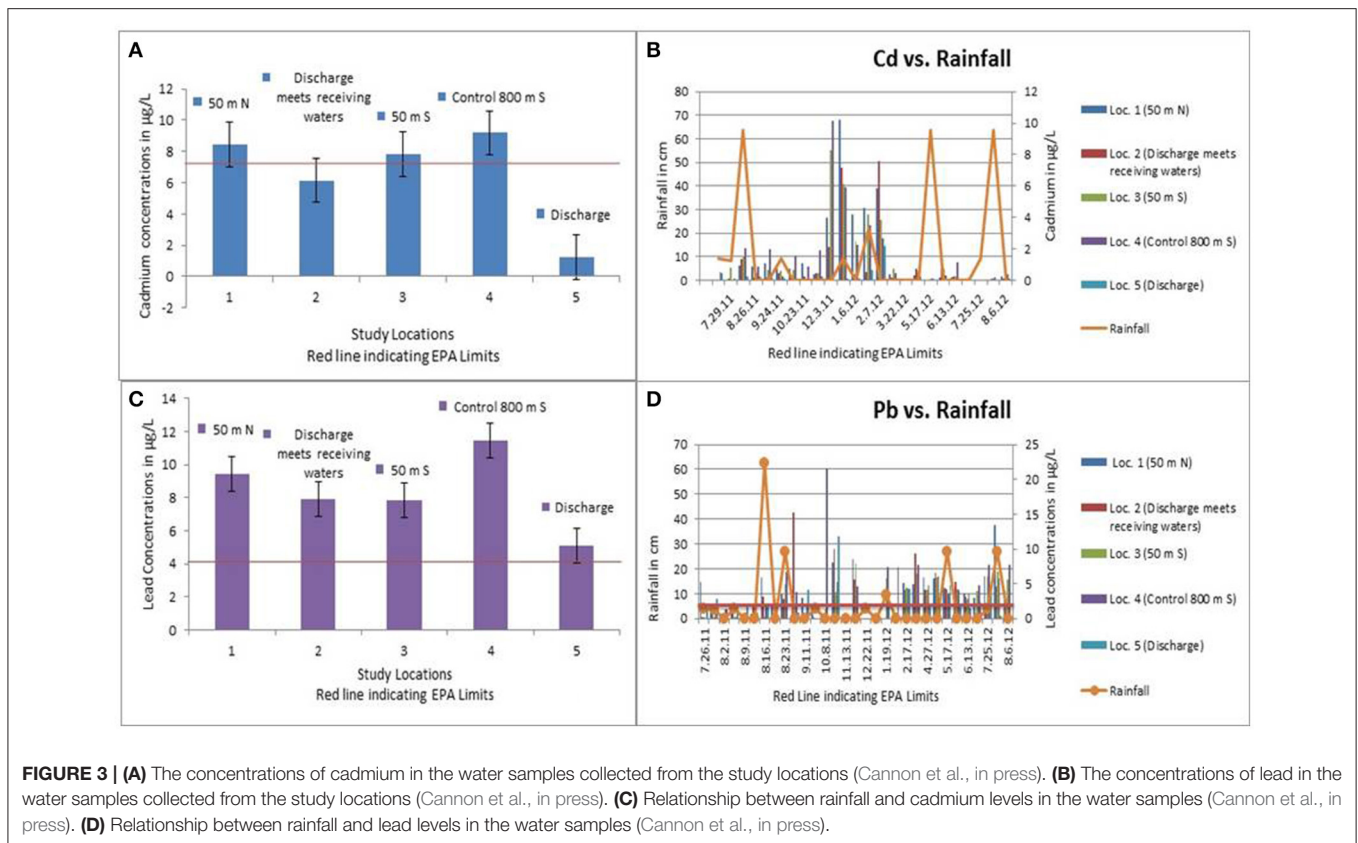 A
Cadmium concentrations in µg/L
12
10
8
6
4
2
0
-2
50 m N
Discharge
meets receiving
waters
50 m S
Control 800 m S
Discharge
1 2 3 4 5
Study Locations
Red line indicating EPA Limits
B
Cd vs. Rainfall
Rainfall in cm
80
70
60
50
40
30
20
10
0
12
10
8
6
4
2
0
Cadmium in µg/L
7.29.11 8.26.11 9.24.11 10.23.11 12.3.11 1.6.12 2.7.12 3.22.12 5.17.12 6.13.12 7.25.12 8.6.12
Red line indicating EPA Limits
Loc. 1 (50 m N)
Loc. 2 (Discharge meets
receiving waters)
Loc. 3 (50 m S)
Loc. 4 (Control 800 m S)
Loc. 5 (Discharge)
Rainfall
C
Lead Concentrations in µg/L
14
12
10
8
6
4
2
0
50 m N
Discharge
meets receiving
waters
50 m S
Control 800 m S
Discharge
1 2 3 4 5
Study Locations
Red line indicating EPA Limits
D
Pb vs. Rainfall
Rainfall in cm
70
60
50
40
30
20
10
0
25
20
15
10
5
0
Lead concentrations in µg/L
7.26.11 8.2.11 8.9.11 8.16.11 8.23.11 9.11.11 10.8.11 11.13.11 12.22.11 1.19.12 2.17.12 4.27.12 5.17.12 6.13.12 7.25.12 8.6.12
Red Line indicating EPA Limits
Loc. 1 (50 m N)
Loc. 2 (Discharge meets
receiving waters)
Loc. 3 (50 m S)
Loc. 4 (Control 800 m S)
Loc. 5 (Discharge)
Rainfall
FIGURE 3 | (A) The concentrations of cadmium in the water samples collected from the study locations (Cannon et al., in press). (B) The concentrations of lead in the
water samples collected from the study locations (Cannon et al., in press). (C) Relationship between rainfall and cadmium levels in the water samples (Cannon et al., in
press). (D) Relationship between rainfall and lead levels in the water samples (Cannon et al., in press).